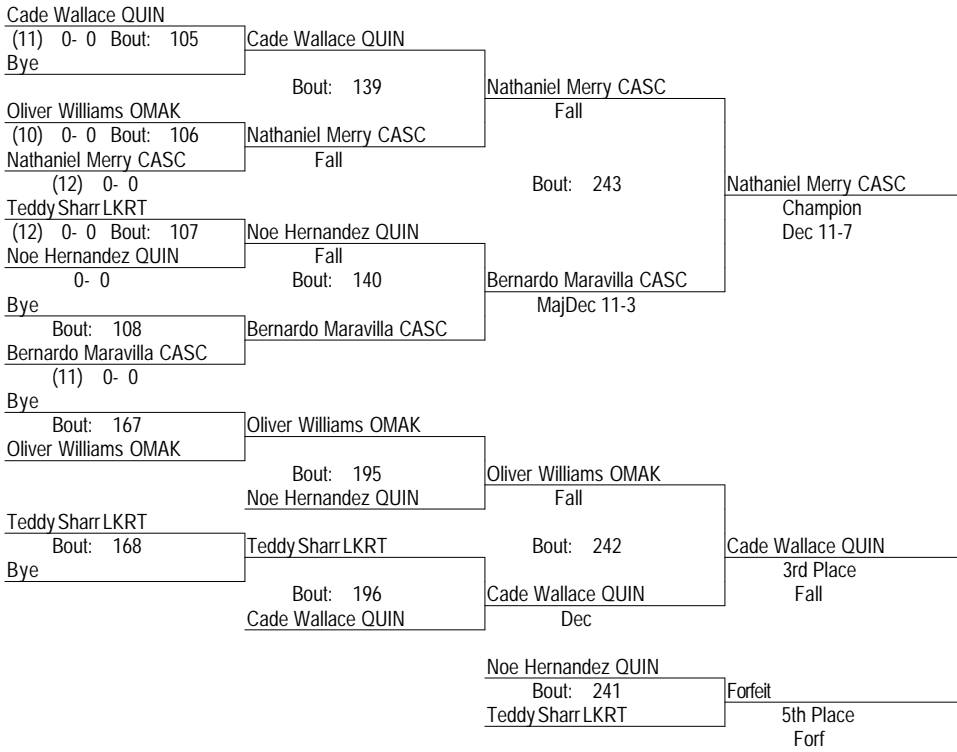 Cade Wallace QUIN
(11) 0- 0 Bout: 105 Cade Wallace QUIN
Bye
Bout: 139 Nathaniel Merry CASC
Oliver Williams OMAK Fall
(10) 0- 0 Bout: 106 Nathaniel Merry CASC
Nathaniel Merry CASC Fall
(12) 0- 0 Bout: 243 Nathaniel Merry CASC
Teddy Sharr LKRT Champion
(12) 0- 0 Bout: 107 Noe Hernandez QUIN Dec 11-7
Noe Hernandez QUIN Fall
0- 0 Bout: 140 Bernardo Maravilla CASC
Bye MajDec 11-3
Bout: 108 Bernardo Maravilla CASC
Bernardo Maravilla CASC
(11) 0- 0
Bye
Bout: 167 Oliver Williams OMAK
Oliver Williams OMAK
Bout: 195 Oliver Williams OMAK
Noe Hernandez QUIN Fall
Teddy Sharr LKRT
Bout: 168 Teddy Sharr LKRT Bout: 242 Cade Wallace QUIN
Bye 3rd Place
Bout: 196 Cade Wallace QUIN Fall
Cade Wallace QUIN Dec
Noe Hernandez QUIN
Bout: 241 Forfeit
Teddy Sharr LKRT 5th Place
Forf